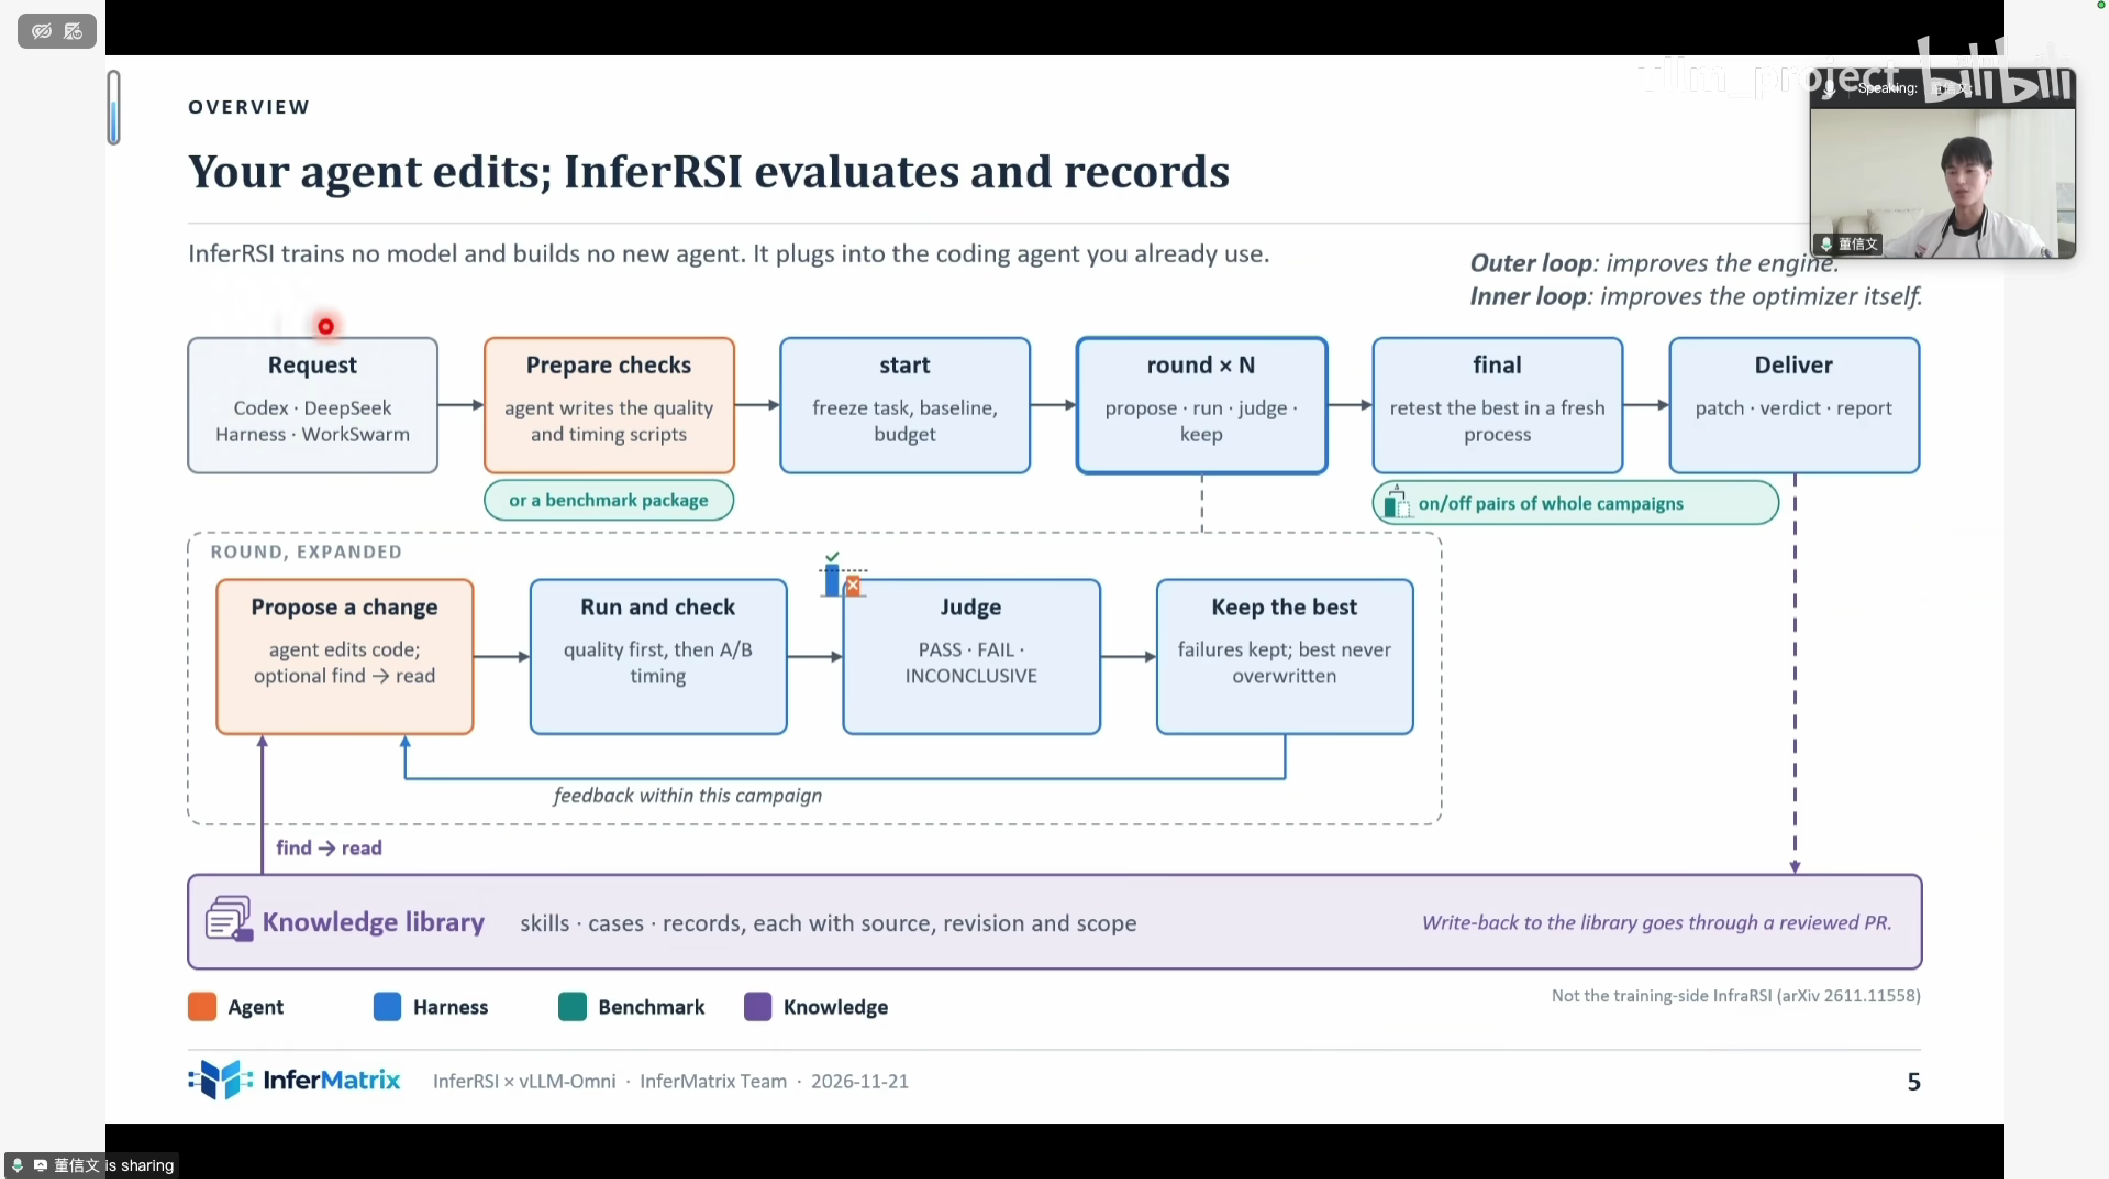 vllm_project bilibili
Speaking: 董信文
OVERVIEW
Your agent edits; InferRSI evaluates and records
InferRSI trains no model and builds no new agent. It plugs into the coding agent you already use.
董信文
Outer loop: improves the engine.
Inner loop: improves the optimizer itself.
Request
Codex · DeepSeek
Harness · WorkSwarm
Prepare checks
agent writes the quality
and timing scripts
start
freeze task, baseline,
budget
round × N
propose · run · judge ·
keep
final
retest the best in a fresh
process
Deliver
patch · verdict · report
or a benchmark package
on/off pairs of whole campaigns
ROUND, EXPANDED
Propose a change
agent edits code;
optional find → read
Run and check
quality first, then A/B
timing
Judge
PASS · FAIL ·
INCONCLUSIVE
Keep the best
failures kept; best never
overwritten
feedback within this campaign
find → read
Knowledge library
skills · cases · records, each with source, revision and scope
Write-back to the library goes through a reviewed PR.
Agent
Harness
Benchmark
Knowledge
Not the training-side InfraRSI (arXiv 2611.11558)
InferMatrix
InferRSI × vLLM-Omni · InferMatrix Team · 2026-11-21
5
董信文 is sharing